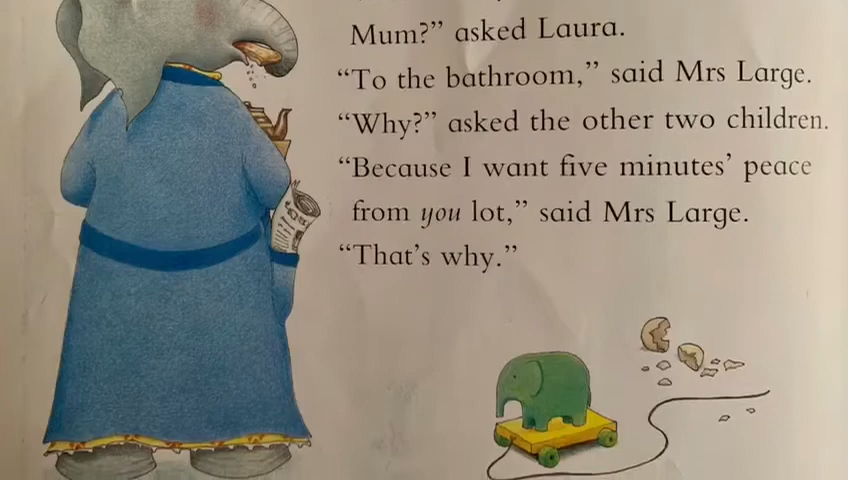 Mum?” asked Laura.
“To the bathroom,” said Mrs Large.
“Why?” asked the other two children.
“Because I want five minutes’ peace
from you lot,” said Mrs Large.
“That’s why.”